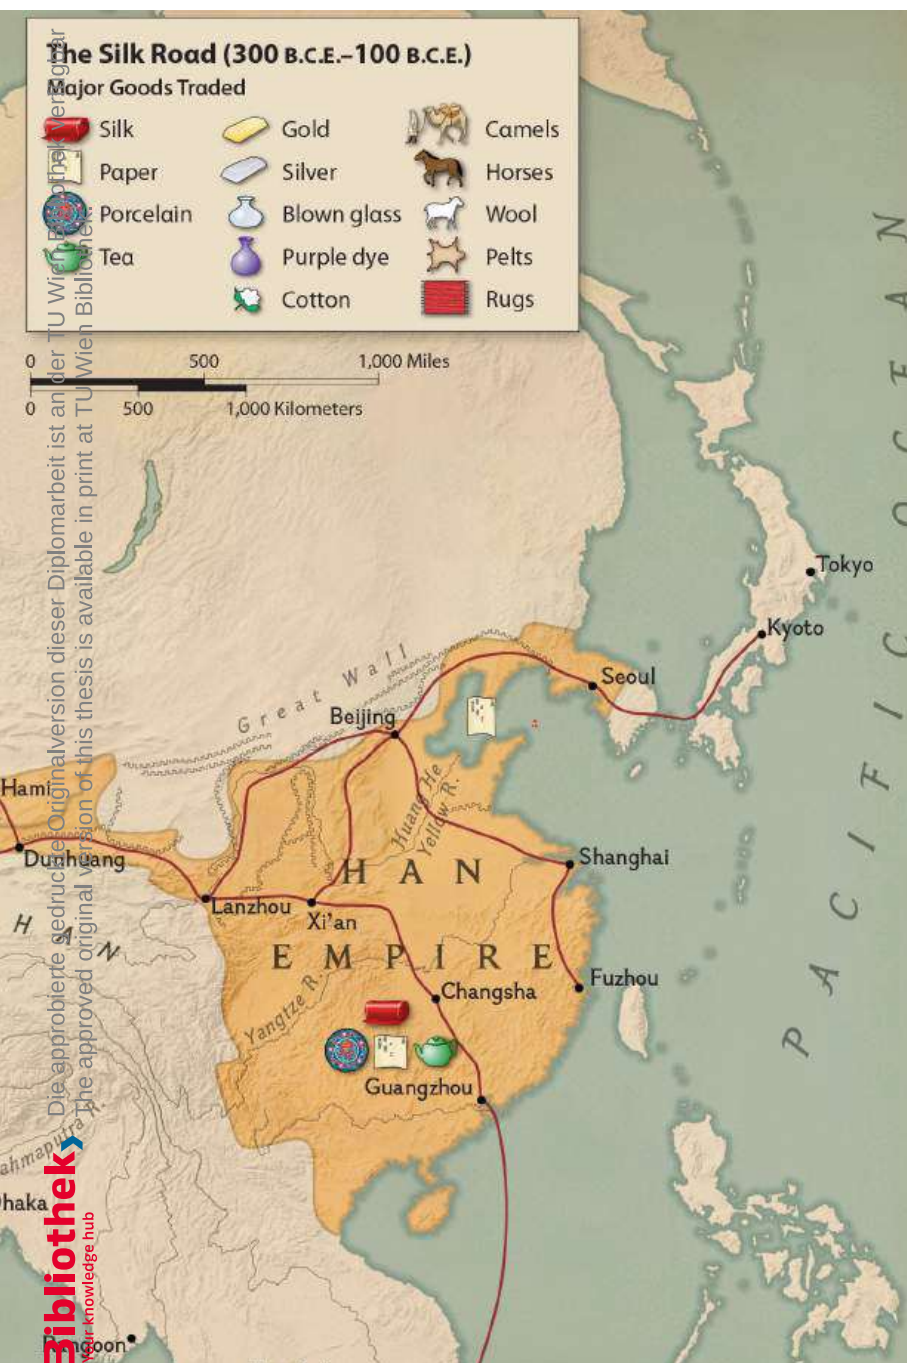 The Silk Road (300 B.C.E.–100 B.C.E.)
Major Goods Traded
Silk
Gold
Camels
Paper
Silver
Horses
Porcelain
Blown glass
Wool
Tea
Purple dye
Pelts
Cotton
Rugs
0 500 1,000 Miles
0 500 1,000 Kilometers
PACIFIC OCEAN
Tokyo
Kyoto
Great Wall
Seoul
Beijing
Hami
Huang He
Yellow R.
Dunhuang
HAN
Shanghai
Lanzhou
Xi'an
HAN
EMPIRE
Fuzhou
Changsha
Yangtze R.
Guangzhou
ahmaputra R.
haka
Rangoon
Die approbierte gedruckte Originalversion dieser Diplomarbeit ist an der TU Wien Bibliothek verfügbar
The approved original version of this thesis is available in print at TU Wien Bibliothek.
Bibliothek
Your knowledge hub